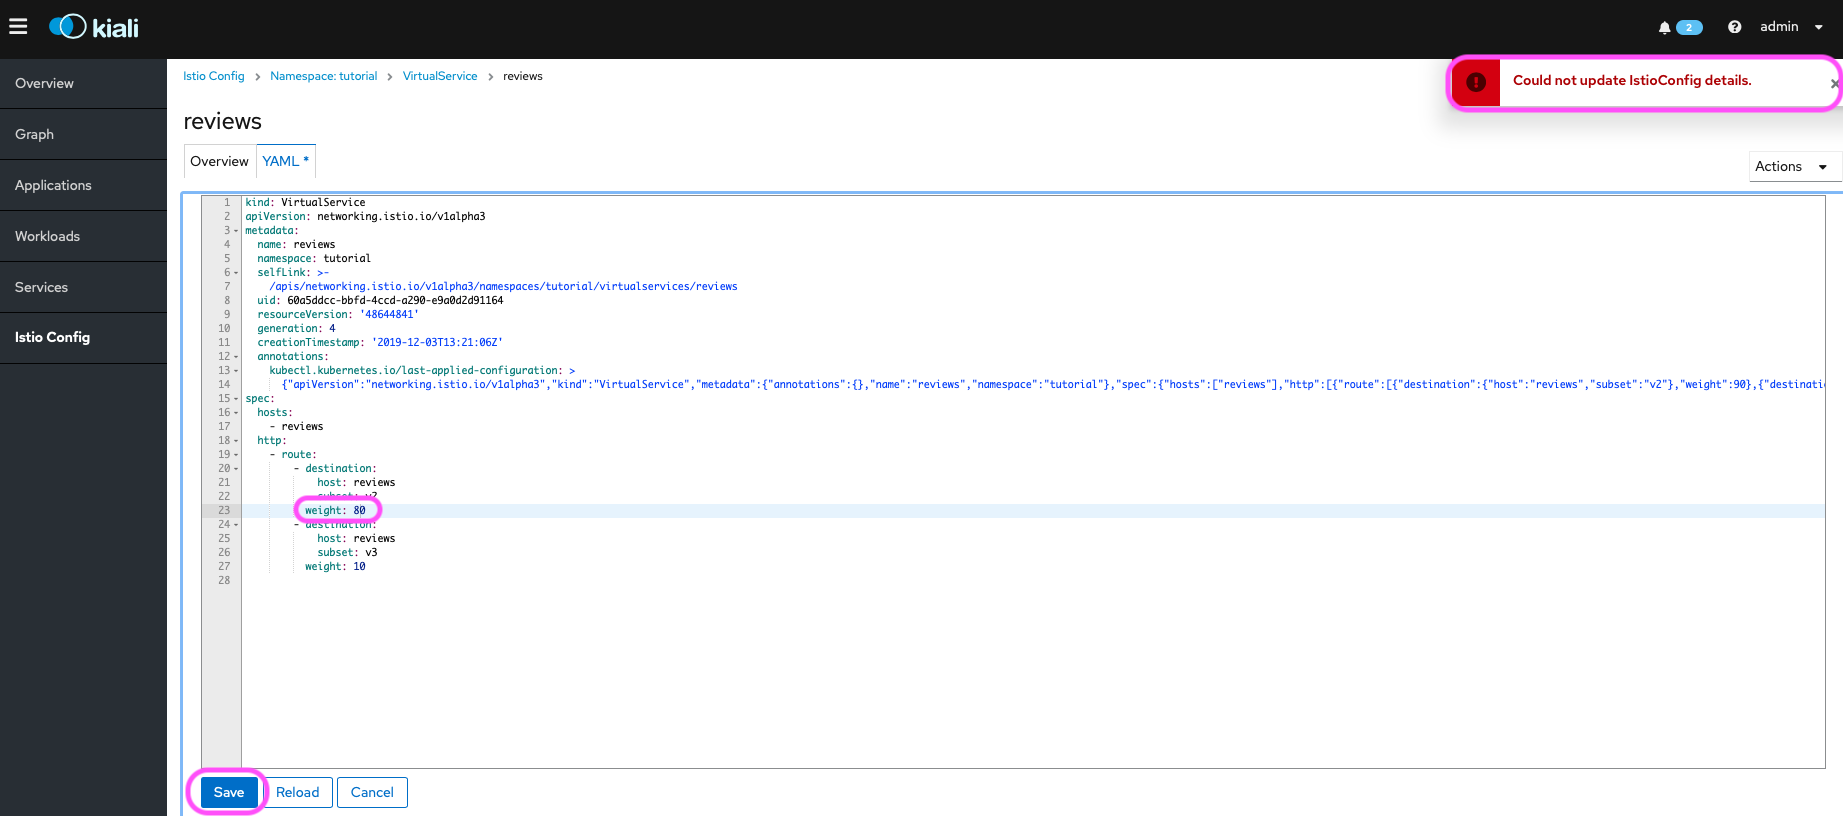 kiali
2
admin
Overview
Graph
Applications
Workloads
Services
Istio Config
Istio Config > Namespace: tutorial > VirtualService > reviews
Could not update IstioConfig details.
reviews
Overview
YAML *
Actions
1 kind: VirtualService
2 apiVersion: networking.istio.io/v1alpha3
3 metadata:
4 name: reviews
5 namespace: tutorial
6 selfLink: >-
7 /apis/networking.istio.io/v1alpha3/namespaces/tutorial/virtualservices/reviews
8 uid: 60a5ddcc-bbfd-4ccd-a290-e9a0d2d91164
9 resourceVersion: '48644841'
10 generation: 4
11 creationTimestamp: '2019-12-03T13:21:06Z'
12 annotations:
13 kubectl.kubernetes.io/last-applied-configuration: >
14 {"apiVersion":"networking.istio.io/v1alpha3","kind":"VirtualService","metadata":{"annotations":{},"name":"reviews","namespace":"tutorial"},"spec":{"hosts":["reviews"],"http":[{"route":[{"destination":{"host":"reviews","subset":"v2"},"weight":90},{"destinatio
15 spec:
16 hosts:
17 - reviews
18 http:
19 - route:
20 - destination:
21 host: reviews
22 subset: v2
23 weight: 80
24 - destination:
25 host: reviews
26 subset: v3
27 weight: 10
28
Save
Reload
Cancel